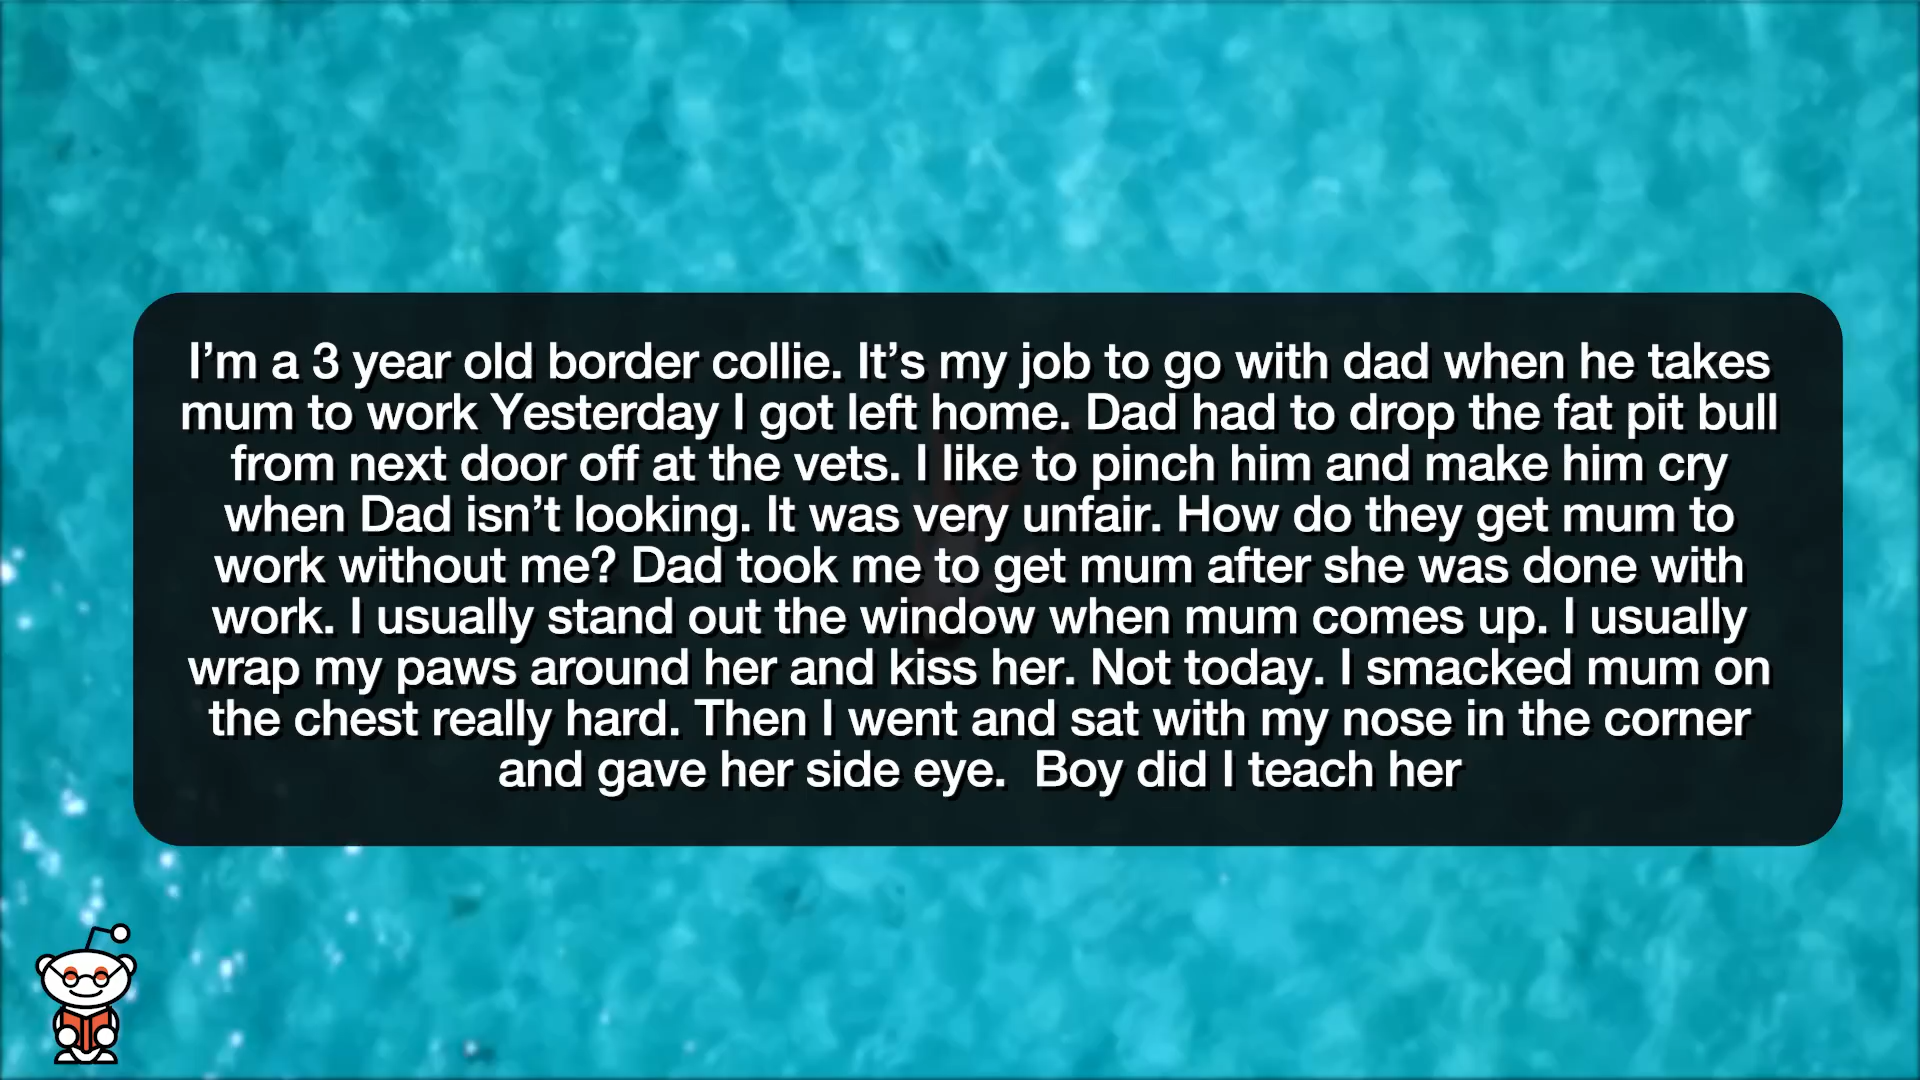 I’m a 3 year old border collie. It’s my job to go with dad when he takes
mum to work Yesterday I got left home. Dad had to drop the fat pit bull
from next door off at the vets. I like to pinch him and make him cry
when Dad isn’t looking. It was very unfair. How do they get mum to
work without me? Dad took me to get mum after she was done with
work. I usually stand out the window when mum comes up. I usually
wrap my paws around her and kiss her. Not today. I smacked mum on
the chest really hard. Then I went and sat with my nose in the corner
and gave her side eye.  Boy did I teach her